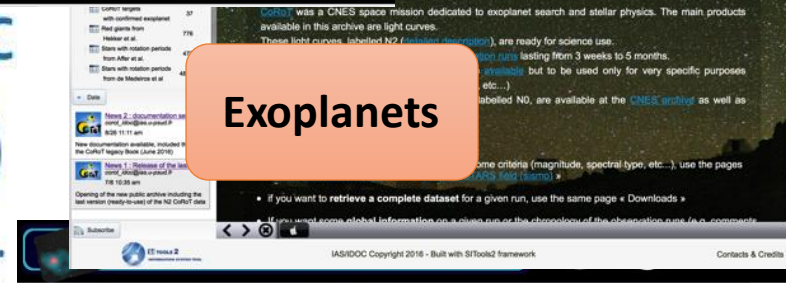 CoRoT targets
with confirmed exoplanet
37
Red giants from
Hekker et al.
776
Stars with rotation periods
from Affer et al.
Stars with rotation periods
from de Medeiros et al
Date
News 2 : documentation se
corot_idoc@ias.u-psud.fr
8/26 11:11 am
New documentation available, included th
the CoRoT legacy Book (June 2016)
News 1 : Release of the las
corot_idoc@ias.u-psud.fr
7/8 10:35 am
Opening of the new public archive including the
last version (ready-to-use) of the N2 CoRoT data
Subscribe
CoRoT was a CNES space mission dedicated to exoplanet search and stellar physics. The main products
available in this archive are light curves.
These light curves, labelled N2 (detailed description), are ready for science use.
runs lasting from 3 weeks to 5 months.
available but to be used only for very specific purposes
, etc...)
labelled N0, are available at the CNES archive as well as
Exoplanets
ome criteria (magnitude, spectral type, etc...), use the pages
STARS field (sismo) »
• if you want to retrieve a complete dataset for a given run, use the same page « Downloads »
• If you want some global information on a given run or the chronology of the observation runs (e.g. comments
SITOOLS 2
IAS/IDOC Copyright 2016 - Built with SITools2 framework
Contacts & Credits